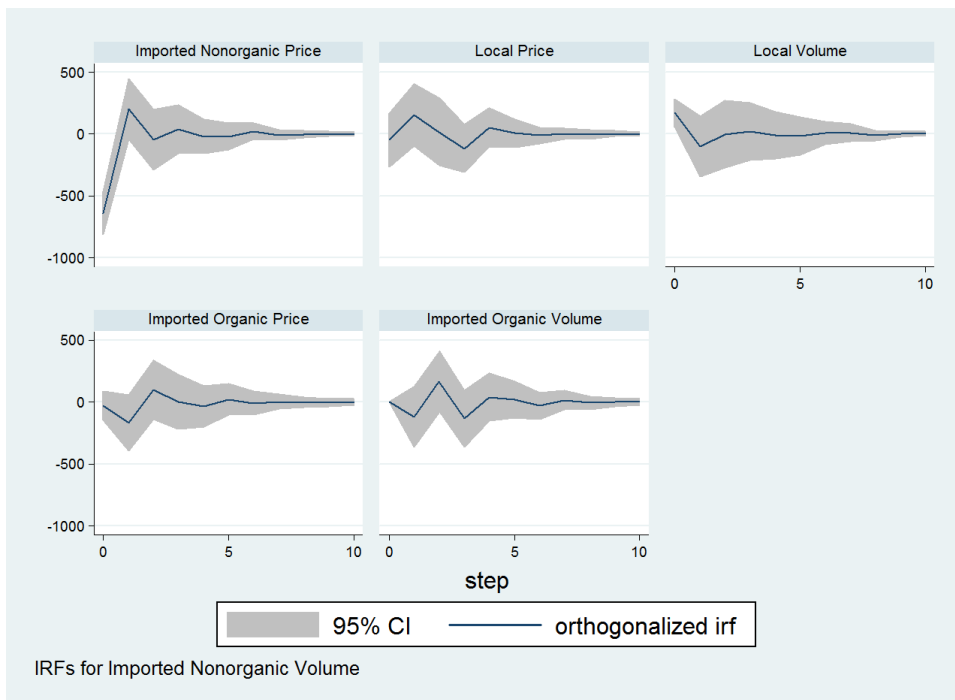 Imported Nonorganic Price
Local Price
Local Volume
500
0
-500
-1000
0
5
10
Imported Organic Price
Imported Organic Volume
500
0
-500
-1000
0
5
10
0
5
10
step
95% CI
orthogonalized irf
IRFs for Imported Nonorganic Volume